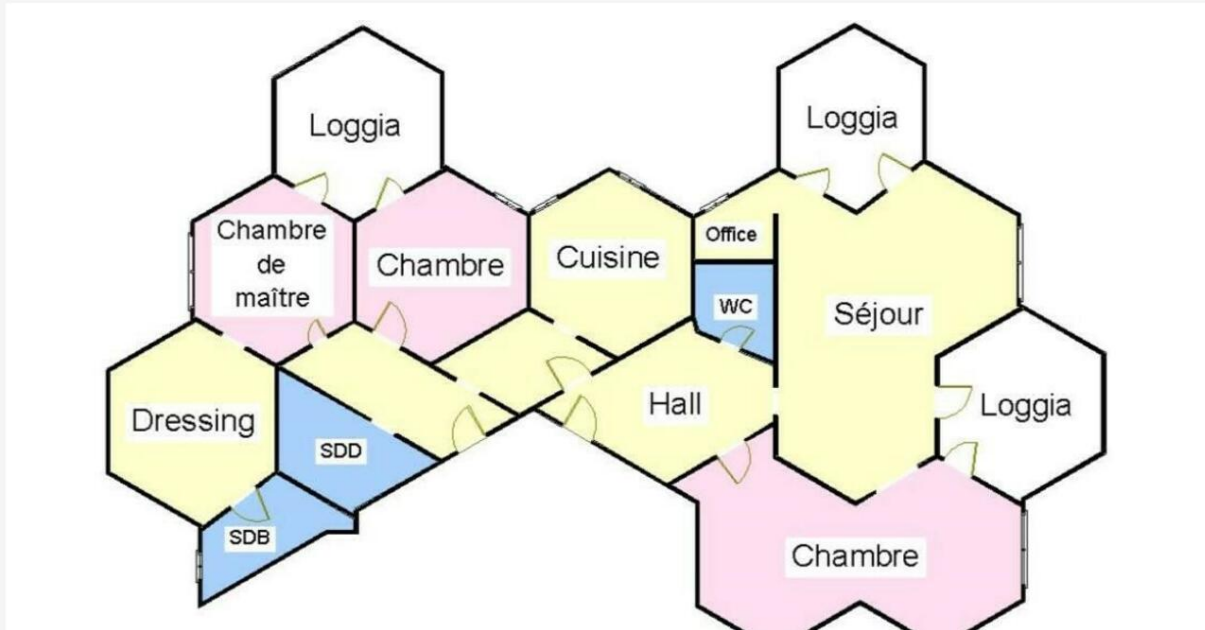 Loggia
Loggia
Chambre
de
maître
Chambre
Cuisine
Office
WC
Séjour
Dressing
SDD
Hall
Loggia
SDB
Chambre